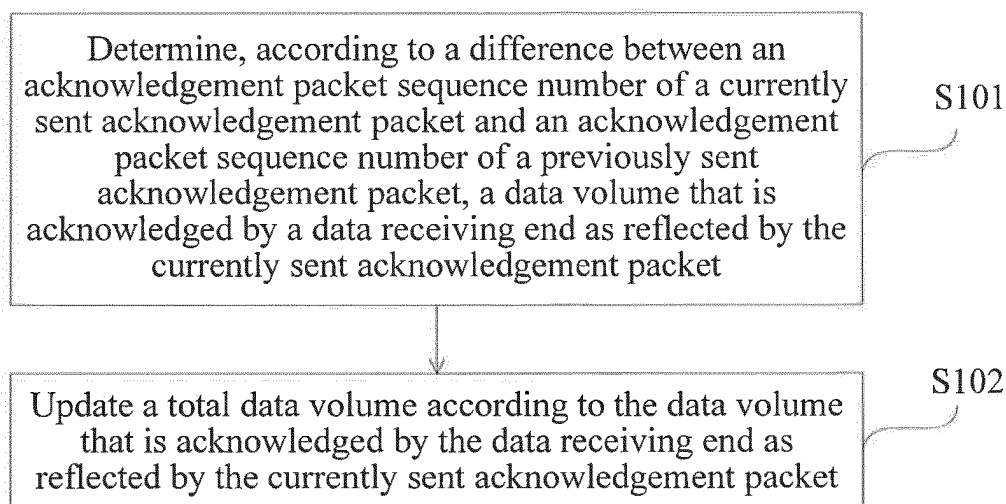 Determine, according to a difference between an
acknowledgement packet sequence number of a currently
sent acknowledgement packet and an acknowledgement
packet sequence number of a previously sent
acknowledgement packet, a data volume that is
acknowledged by a data receiving end as reflected by the
currently sent acknowledgement packet
S101
Update a total data volume according to the data volume
that is acknowledged by the data receiving end as
reflected by the currently sent acknowledgement packet
S102